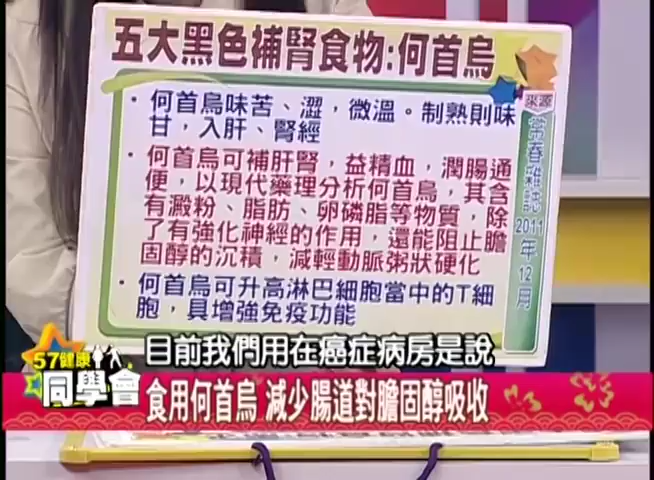 五大黑色補腎食物:何首烏
• 何首烏味苦、澀，微溫。制熟則味
甘，入肝、腎經
• 何首烏可補肝腎，益精血，潤腸通
便，以現代藥理分析何首烏，其含
有澱粉、脂肪、卵磷脂等物質，除
了有強化神經的作用，還能阻止膽
固醇的沉積，減輕動脈粥狀硬化
• 何首烏可升高淋巴細胞當中的T細
胞，具增強免疫功能
來源
常春雜誌2011年12月
目前我們用在癌症病房是說
57健康
同學會
食用何首烏 減少腸道對膽固醇吸收